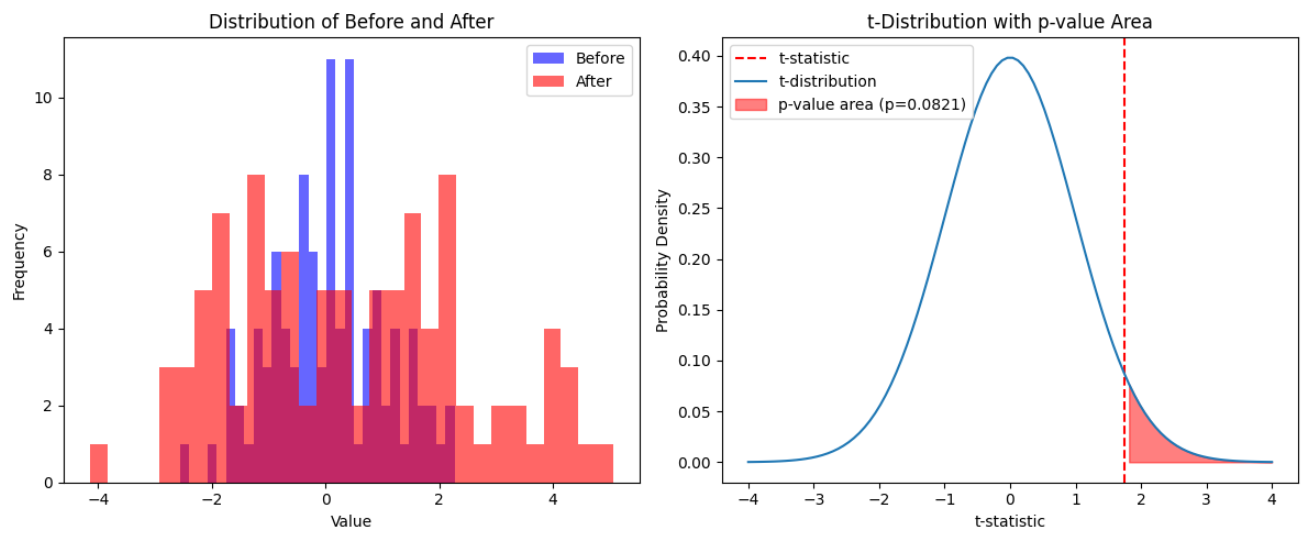 Distribution of Before and After
Frequency
10
8
6
4
2
0
−4
−2
0
2
4
Value
Before
After
t-Distribution with p-value Area
Probability Density
0.40
0.35
0.30
0.25
0.20
0.15
0.10
0.05
0.00
−4
−3
−2
−1
0
1
2
3
4
t-statistic
t-statistic
t-distribution
p-value area (p=0.0821)